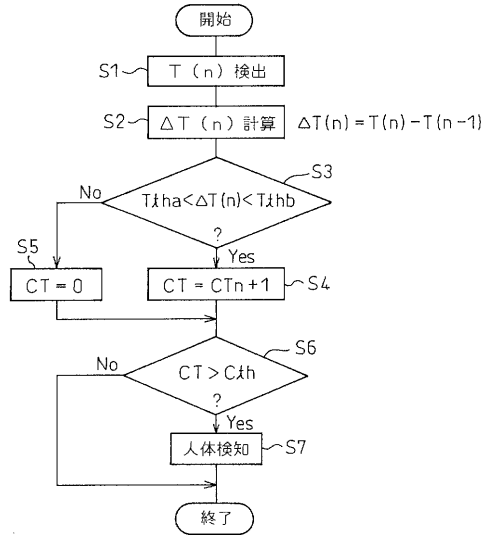 開始
S1
T(n)検出
S2
ΔT(n)計算
ΔT(n)=T(n)-T(n-1)
S3
Ttha<ΔT(n)<Tthb
?
No
Yes
S5
CT=0
CT=CTn+1
S4
S6
CT>Cth
?
No
Yes
人体検知
S7
終了